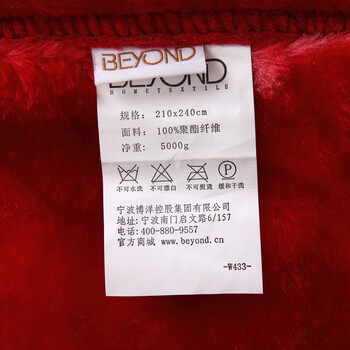 BEYOND
BEYOND
HOMETEXTILE
规格: 210x240cm
面料: 100%聚酯纤维
净重: 5000g
不可水洗 不可漂白 不可熨烫 缓和干洗
宁波博洋控股集团有限公司
地址:宁波南门启文路6/157
电话:400-880-9557
官方商城 www.beyond.cn
-W433-